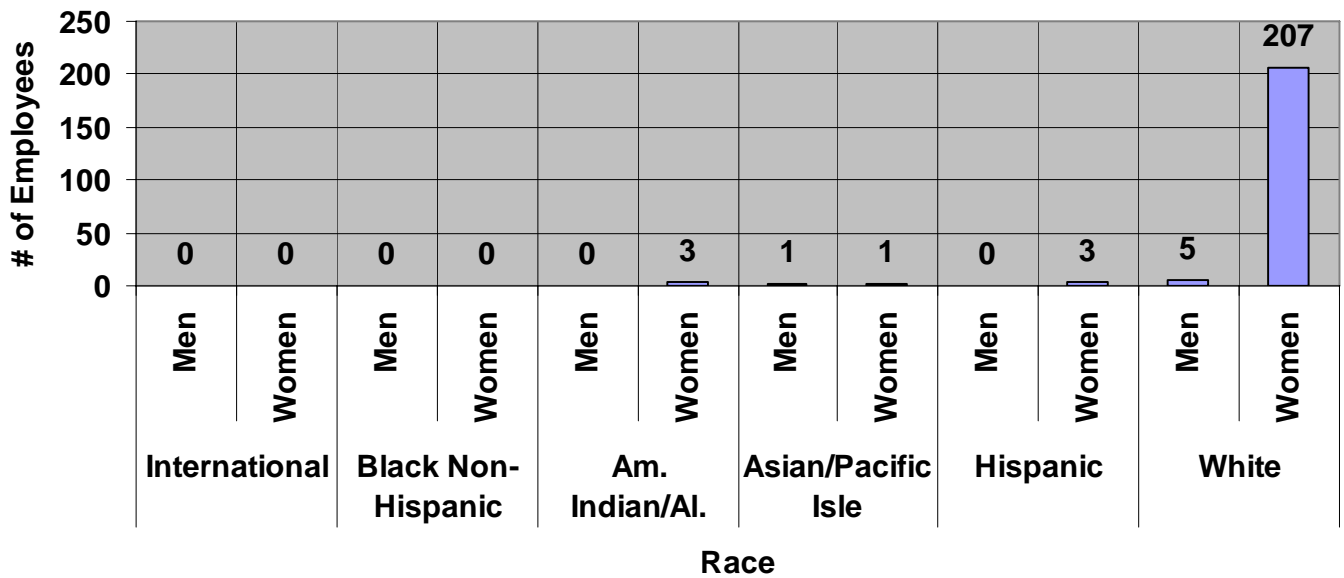 # of Employees
250
200
150
100
50
0
0
0
0
0
0
3
1
1
0
3
5
207
Men
Women
Men
Women
Men
Women
Men
Women
Men
Women
Men
Women
International
Black Non-
Hispanic
Am.
Indian/Al.
Asian/Pacific
Isle
Hispanic
White
Race